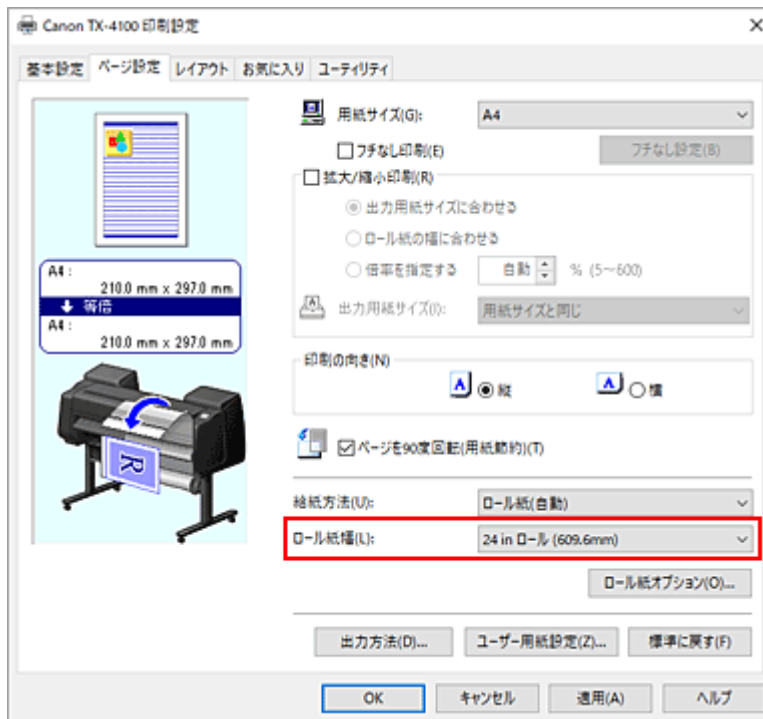 Canon TX-4100 印刷設定
基本設定 ページ設定 レイアウト お気に入り ユーティリティ
用紙サイズ(G): A4
フチなし印刷(E) フチなし設定(B)
拡大/縮小印刷(R)
出力用紙サイズに合わせる
ロール紙の幅に合わせる
倍率を指定する 自動 % (5～600)
出力用紙サイズ(I): 用紙サイズと同じ
A4 :
210.0 mm x 297.0 mm
等倍
A4 :
210.0 mm x 297.0 mm
印刷の向き(N)
A 縦 A 横
R
ページを90度回転(用紙節約)(T)
給紙方法(U): ロール紙(自動)
ロール紙幅(L): 24 in ロール (609.6mm)
ロール紙オプション(O)...
出力方法(D)... ユーザー用紙設定(Z)... 標準に戻す(F)
OK キャンセル 適用(A) ヘルプ